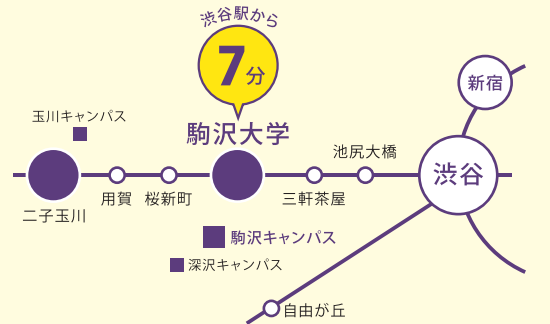 渋谷駅から
7分
新宿
玉川キャンパス
駒沢大学
池尻大橋
渋谷
二子玉川
用賀
桜新町
三軒茶屋
駒沢キャンパス
深沢キャンパス
自由が丘